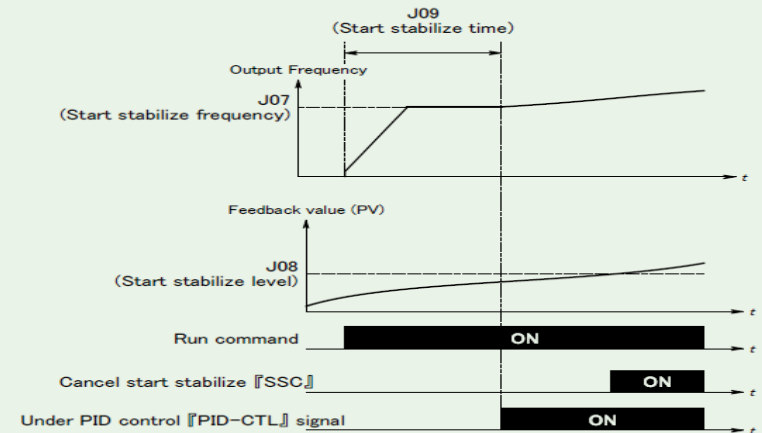 J09
(Start stabilize time)
Output Frequency
J07
(Start stabilize frequency)
t
Feedback value (PV)
J08
(Start stabilize level)
t
Run command
ON
t
Cancel start stabilize『SSC』
ON
t
Under PID control『PID-CTL』signal
ON
t